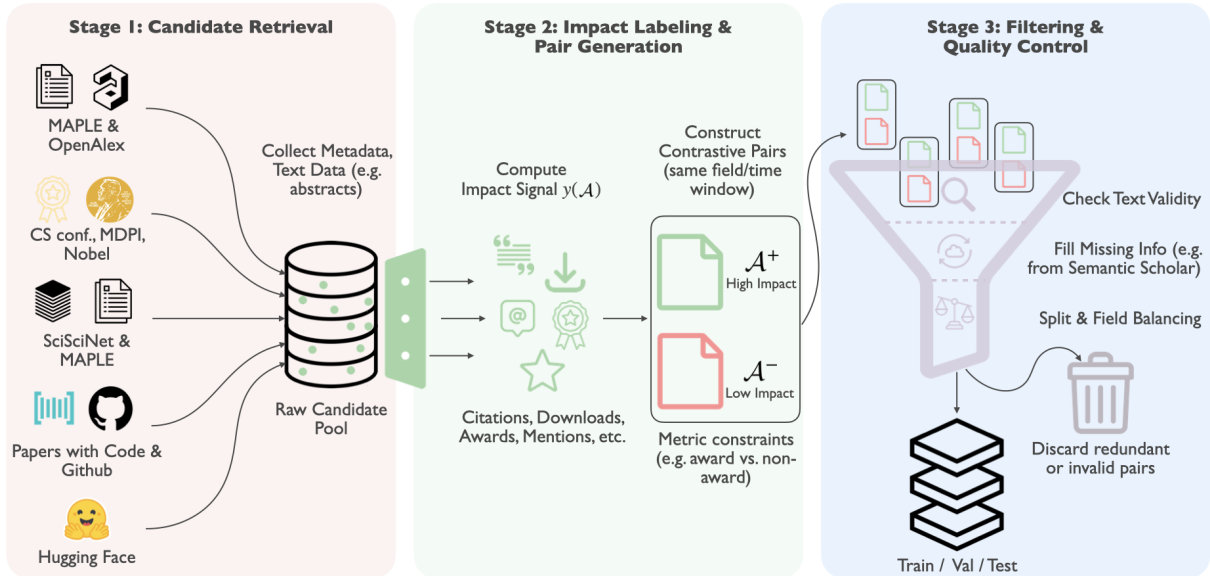 Stage 1: Candidate Retrieval
MAPLE &
OpenAlex
CS conf., MDPI,
Nobel
SciSciNet &
MAPLE
Papers with Code &
Github
Hugging Face
Collect Metadata,
Text Data (e.g.
abstracts)
Raw Candidate
Pool
Stage 2: Impact Labeling &
Pair Generation
Compute
Impact Signal y(𝒜)
@
Citations, Downloads,
Awards, Mentions, etc.
Construct
Contrastive Pairs
(same field/time
window)
𝒜⁺
High Impact
𝒜⁻
Low Impact
Metric constraints
(e.g. award vs. non-
award)
Stage 3: Filtering &
Quality Control
Check Text Validity
Fill Missing Info (e.g.
from Semantic Scholar)
Split & Field Balancing
Discard redundant
or invalid pairs
Train / Val / Test